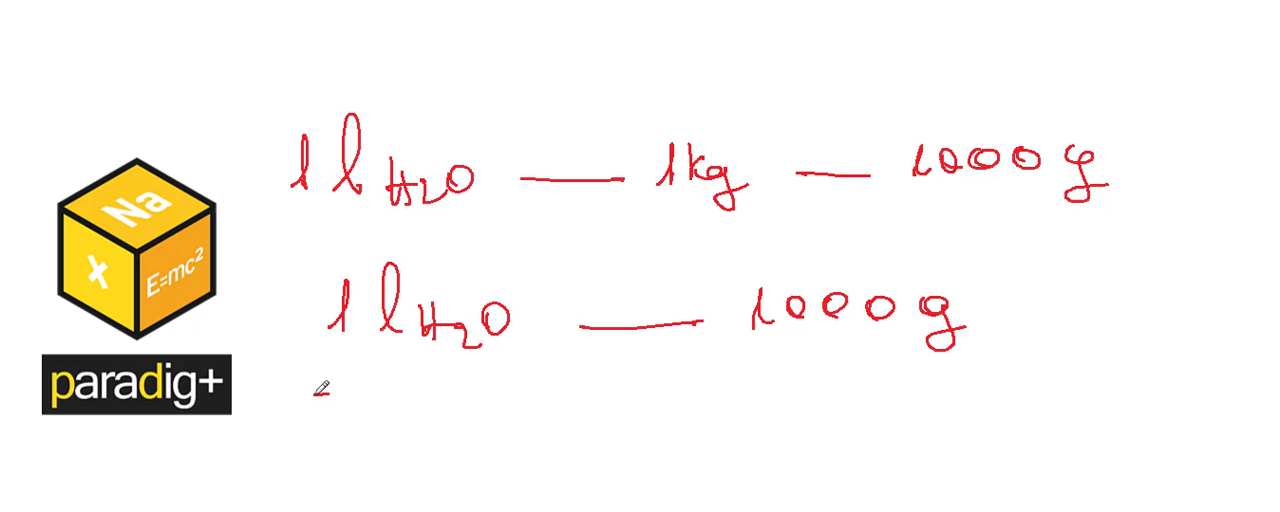 1 l H2O — 1kg — 1000 g
1 l H2O — 1000 g
Na
x
E=mc²
paradig+